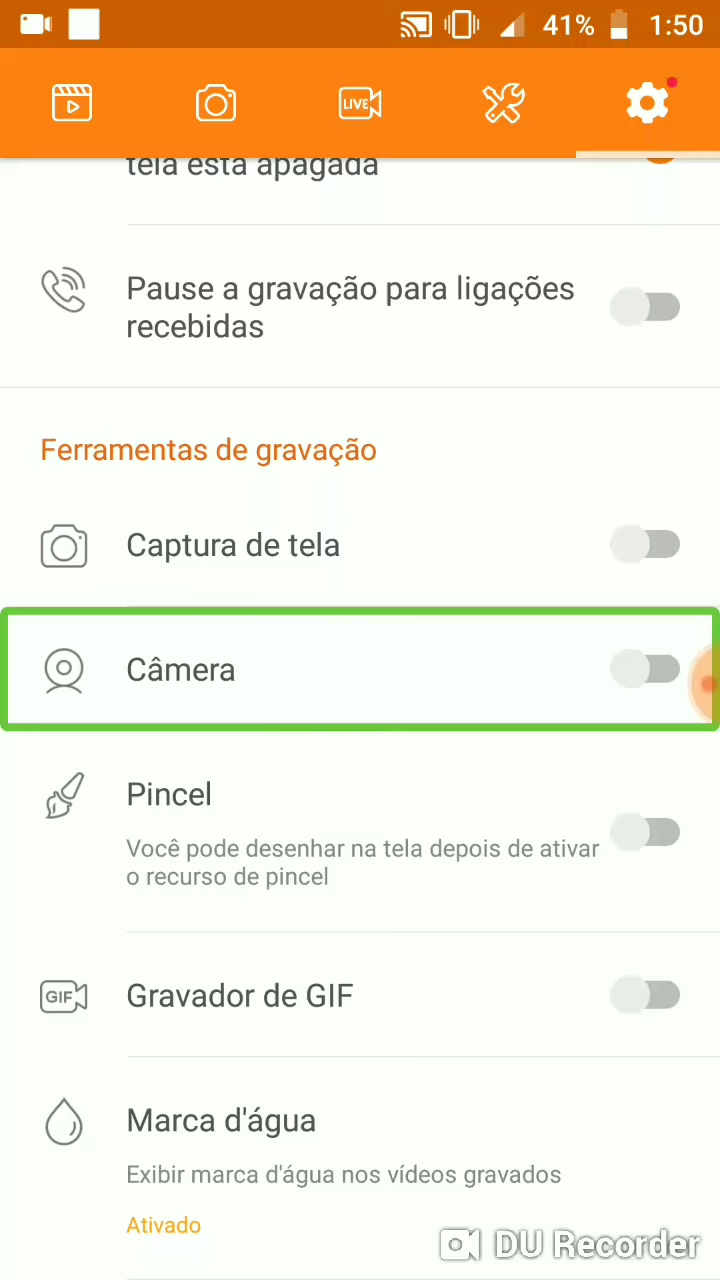 41% 1:50
LIVE
tela está apagada
Pause a gravação para ligações
recebidas
Ferramentas de gravação
Captura de tela
Câmera
Pincel
Você pode desenhar na tela depois de ativar
o recurso de pincel
GIF
Gravador de GIF
Marca d'água
Exibir marca d'água nos vídeos gravados
Ativado
DU Recorder